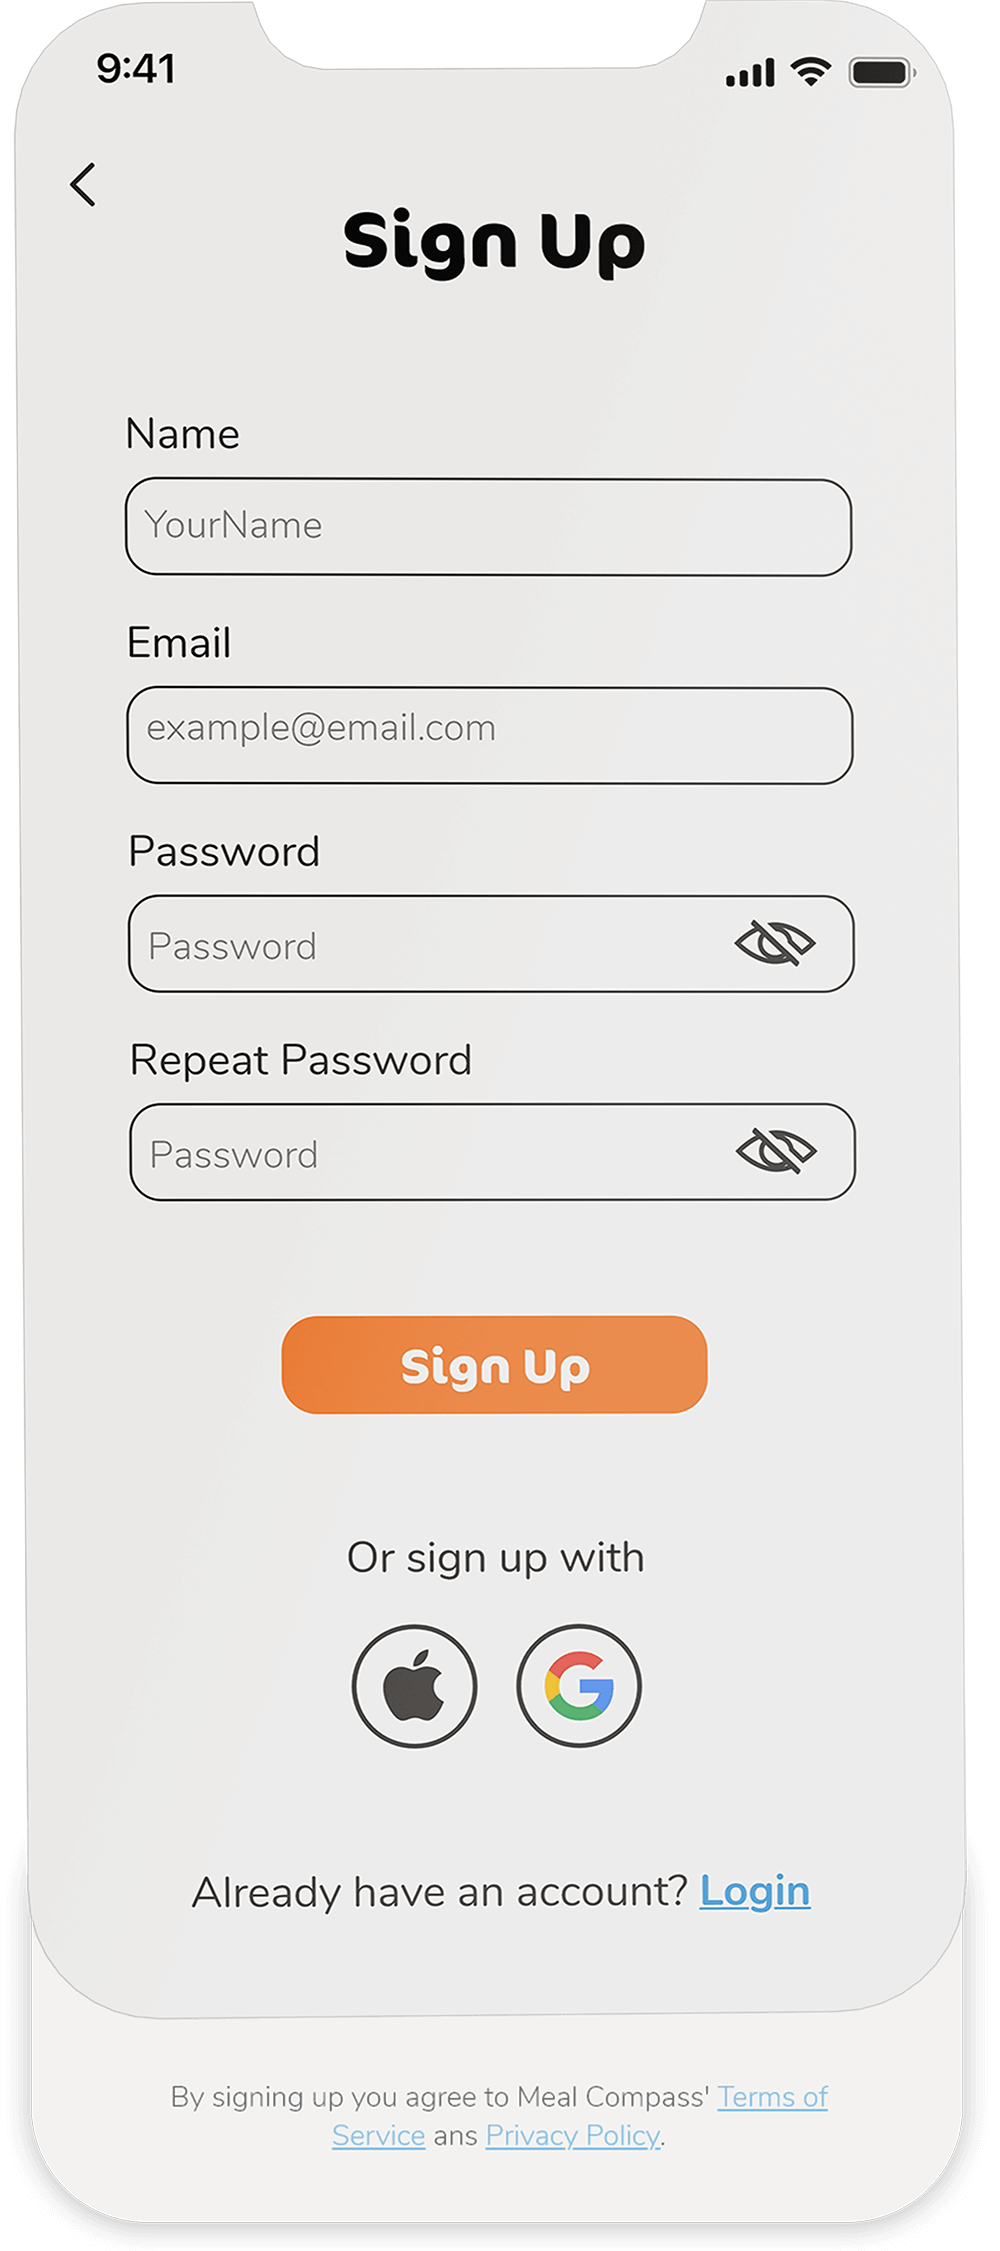 9:41
Sign Up
Name
YourName
Email
example@email.com
Password
Password
Repeat Password
Password
Sign Up
Or sign up with
Already have an account? Login
By signing up you agree to Meal Compass' Terms of
Service ans Privacy Policy.